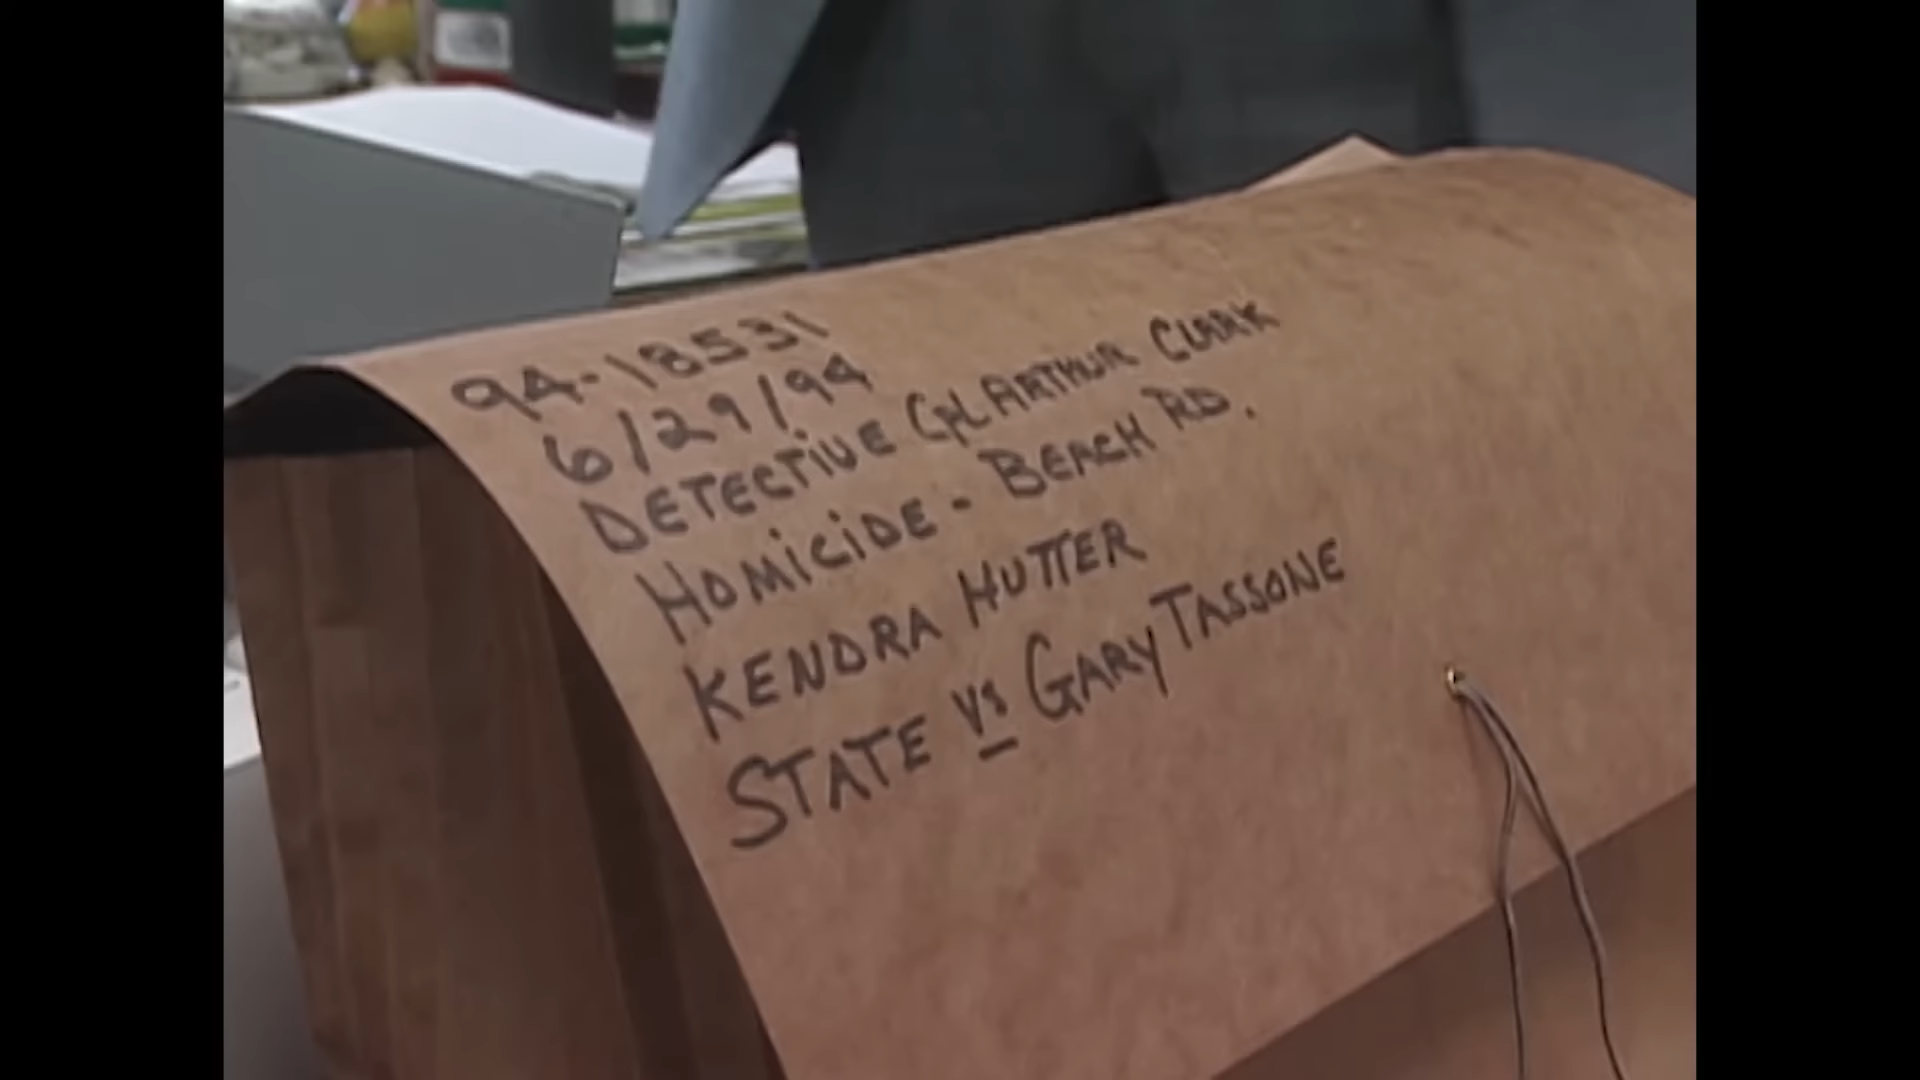 94-18531
6/29/94
DETECTIVE CPL ARTHUR CLARK
HOMICIDE - BEACH RD.
KENDRA HUTTER
STATE VS GARY TASSONE